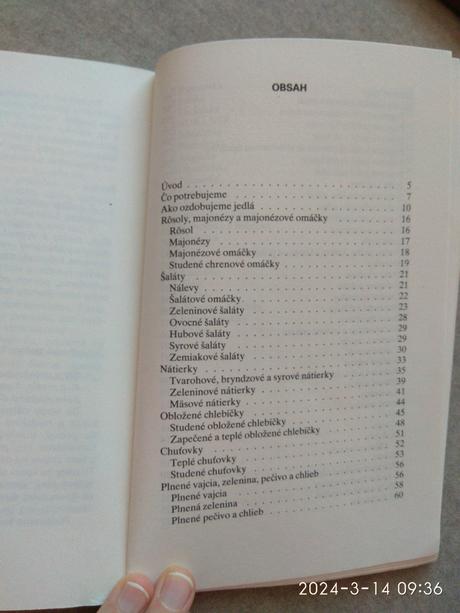 OBSAH
Úvod . . . . . 5
Čo potrebujeme . . . . . 7
Ako ozdobujeme jedlá . . . . . 10
Rôsoly, majonézy a majonézové omáčky . . . . . 16
Rôsol . . . . . 16
Majonézy . . . . . 17
Majonézové omáčky . . . . . 18
Studené chrenové omáčky . . . . . 19
Šaláty . . . . . 21
Nálevy . . . . . 21
Šalátové omáčky . . . . . 22
Zeleninové šaláty . . . . . 23
Ovocné šaláty . . . . . 28
Hubové šaláty . . . . . 29
Syrové šaláty . . . . . 29
Zemiakové šaláty . . . . . 30
Nátierky . . . . . 33
Tvarohové, bryndzové a syrové nátierky . . . . . 35
Zeleninové nátierky . . . . . 39
Mäsové nátierky . . . . . 41
Obložené chlebíčky . . . . . 44
Studené obložené chlebíčky . . . . . 45
Zapečené a teplé obložené chlebíčky . . . . . 48
Chuťovky . . . . . 51
Teplé chuťovky . . . . . 52
Studené chuťovky . . . . . 53
Plnené vajcia, zelenina, pečivo a chlieb . . . . . 56
Plnené vajcia . . . . . 56
Plnená zelenina . . . . . 58
Plnené pečivo a chlieb . . . . . 60
2024-3-14 09:36